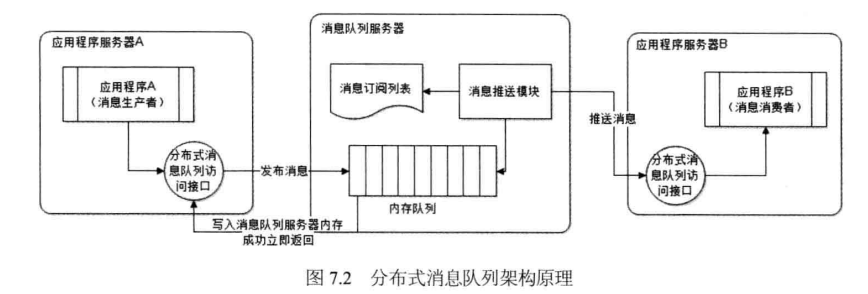 应用程序服务器A
应用程序A
（消息生产者）
分布式消
息队列访
问接口
发布消息
写入消息队列服务器内存
成功立即返回
消息队列服务器
消息订阅列表
消息推送模块
内存队列
推送消息
应用程序服务器B
应用程序B
（消息消费者）
分布式消
息队列访
问接口
图 7.2 分布式消息队列架构原理